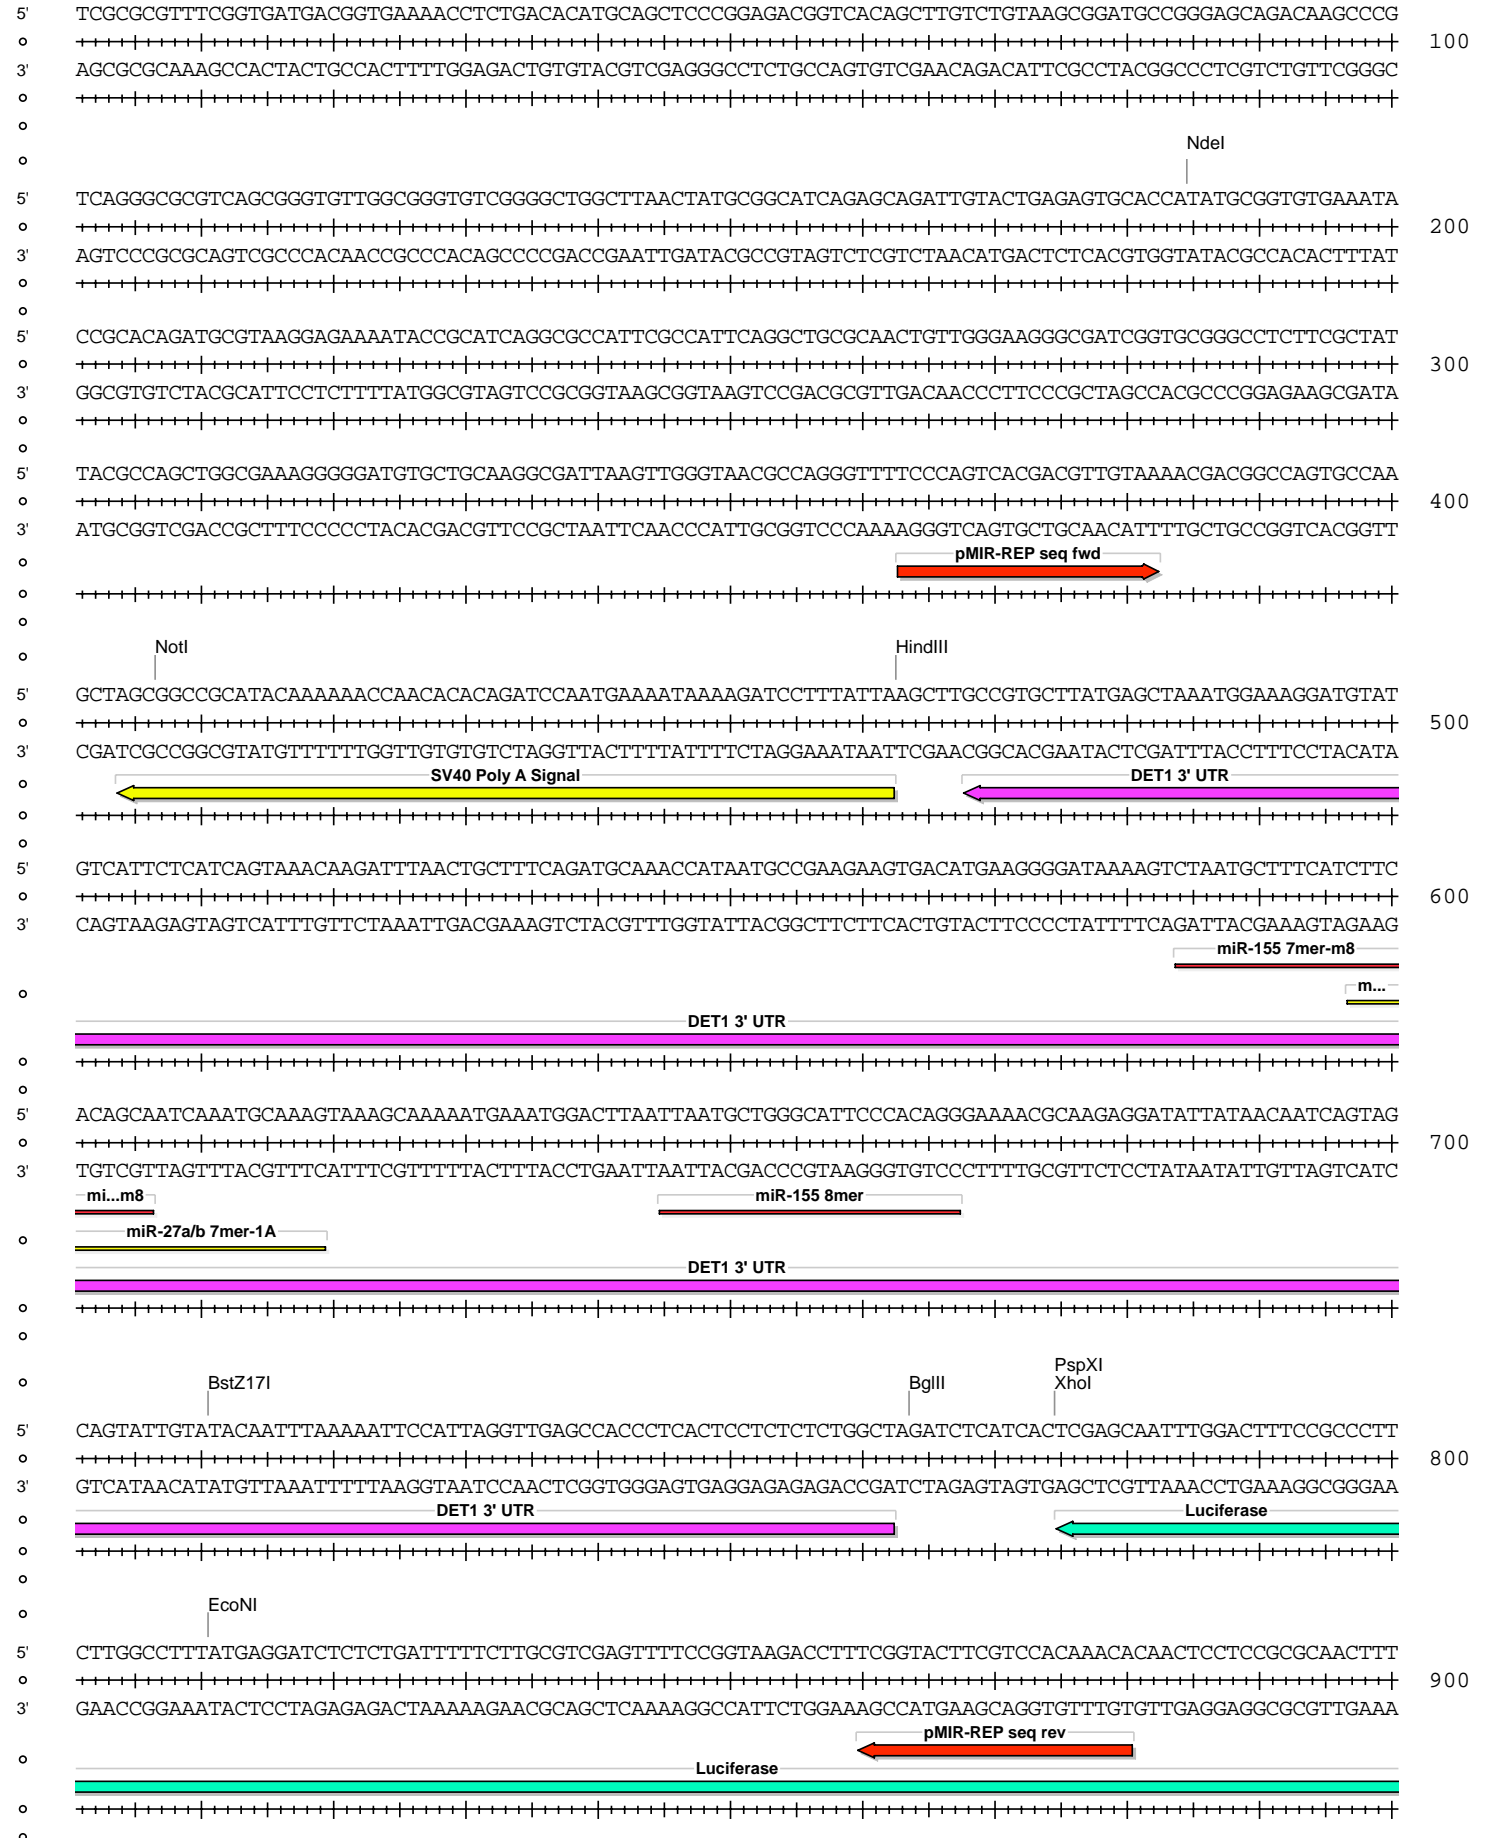 5' TCGCGCGTTTCGGTGATGACGGTGAAAACCTCTGACACATGCAGCTCCCGGAGACGGTCACAGCTTGTCTGTAAGCGGATGCCGGGAGCAGACAAGCCCG
100
3' AGCGCGCAAAGCCACTACTGCCACTTTTGGAGACTGTGTACGTCGAGGGCCTCTGCCAGTGTCGAACAGACATTCGCCTACGGCCCTCGTCTGTTCGGGC
NdeI
5' TCAGGGCGCGTCAGCGGGTGTTGGCGGGTGTCGGGGCTGGCTTAACTATGCGGCATCAGAGCAGATTGTACTGAGAGTGCACCATATGCGGTGTGAAATA
200
3' AGTCCCGCGCAGTCGCCCACAACCGCCCACAGCCCCGACCGAATTGATACGCCGTAGTCTCGTCTAACATGACTCTCACGTGGTATACGCCACACTTTAT
5' CCGCACAGATGCGTAAGGAGAAAATACCGCATCAGGCGCCATTCGCCATTCAGGCTGCGCAACTGTTGGGAAGGGCGATCGGTGCGGGCCTCTTCGCTAT
300
3' GGCGTGTCTACGCATTCCTCTTTTATGGCGTAGTCCGCGGTAAGCGGTAAGTCCGACGCGTTGACAACCCTTCCCGCTAGCCACGCCCGGAGAAGCGATA
5' TACGCCAGCTGGCGAAAGGGGGATGTGCTGCAAGGCGATTAAGTTGGGTAACGCCAGGGTTTTCCCAGTCACGACGTTGTAAAACGACGGCCAGTGCCAA
400
3' ATGCGGTCGACCGCTTTCCCCCTACACGACGTTCCGCTAATTCAACCCATTGCGGTCCCAAAAGGGTCAGTGCTGCAACATTTTGCTGCCGGTCACGGTT
pMIR-REP seq fwd
NotI HindIII
5' GCTAGCGGCCGCATACAAAAAACCAACACACAGATCCAATGAAAATAAAAGATCCTTTATTAAGCTTGCCGTGCTTATGAGCTAAATGGAAAGGATGTAT
500
3' CGATCGCCGGCGTATGTTTTTTGGTTGTGTGTCTAGGTTACTTTTATTTTCTAGGAAATAATTCGAACGGCACGAATACTCGATTTACCTTTCCTACATA
SV40 Poly A Signal DET1 3' UTR
5' GTCATTCTCATCAGTAAACAAGATTTAACTGCTTTCAGATGCAAACCATAATGCCGAAGAAGTGACATGAAGGGGATAAAAGTCTAATGCTTTCATCTTC
600
3' CAGTAAGAGTAGTCATTTGTTCTAAATTGACGAAAGTCTACGTTTGGTATTACGGCTTCTTCACTGTACTTCCCCTATTTTCAGATTACGAAAGTAGAAG
miR-155 7mer-m8
m...
DET1 3' UTR
5' ACAGCAATCAAATGCAAAGTAAAGCAAAAATGAAATGGACTTAATTAATGCTGGGCATTCCCACAGGGAAAACGCAAGAGGATATTATAACAATCAGTAG
700
3' TGTCGTTAGTTTACGTTTCATTTCGTTTTTACTTTACCTGAATTAATTACGACCCGTAAGGGTGTCCCTTTTGCGTTCTCCTATAATATTGTTAGTCATC
mi...m8 miR-155 8mer
miR-27a/b 7mer-1A
DET1 3' UTR
PspXI
BstZ17I BglII XhoI
5' CAGTATTGTATACAATTTAAAAATTCCATTAGGTTGAGCCACCCTCACTCCTCTCTCTGGCTAGATCTCATCACTCGAGCAATTTGGACTTTCCGCCCTT
800
3' GTCATAACATATGTTAAATTTTTAAGGTAATCCAACTCGGTGGGAGTGAGGAGAGAGACCGATCTAGAGTAGTGAGCTCGTTAAACCTGAAAGGCGGGAA
DET1 3' UTR Luciferase
EcoNI
5' CTTGGCCTTTATGAGGATCTCTCTGATTTTTCTTGCGTCGAGTTTTCCGGTAAGACCTTTCGGTACTTCGTCCACAAACACAACTCCTCCGCGCAACTTT
900
3' GAACCGGAAATACTCCTAGAGAGACTAAAAAGAACGCAGCTCAAAAGGCCATTCTGGAAAGCCATGAAGCAGGTGTTTGTGTTGAGGAGGCGCGTTGAAA
pMIR-REP seq rev
Luciferase